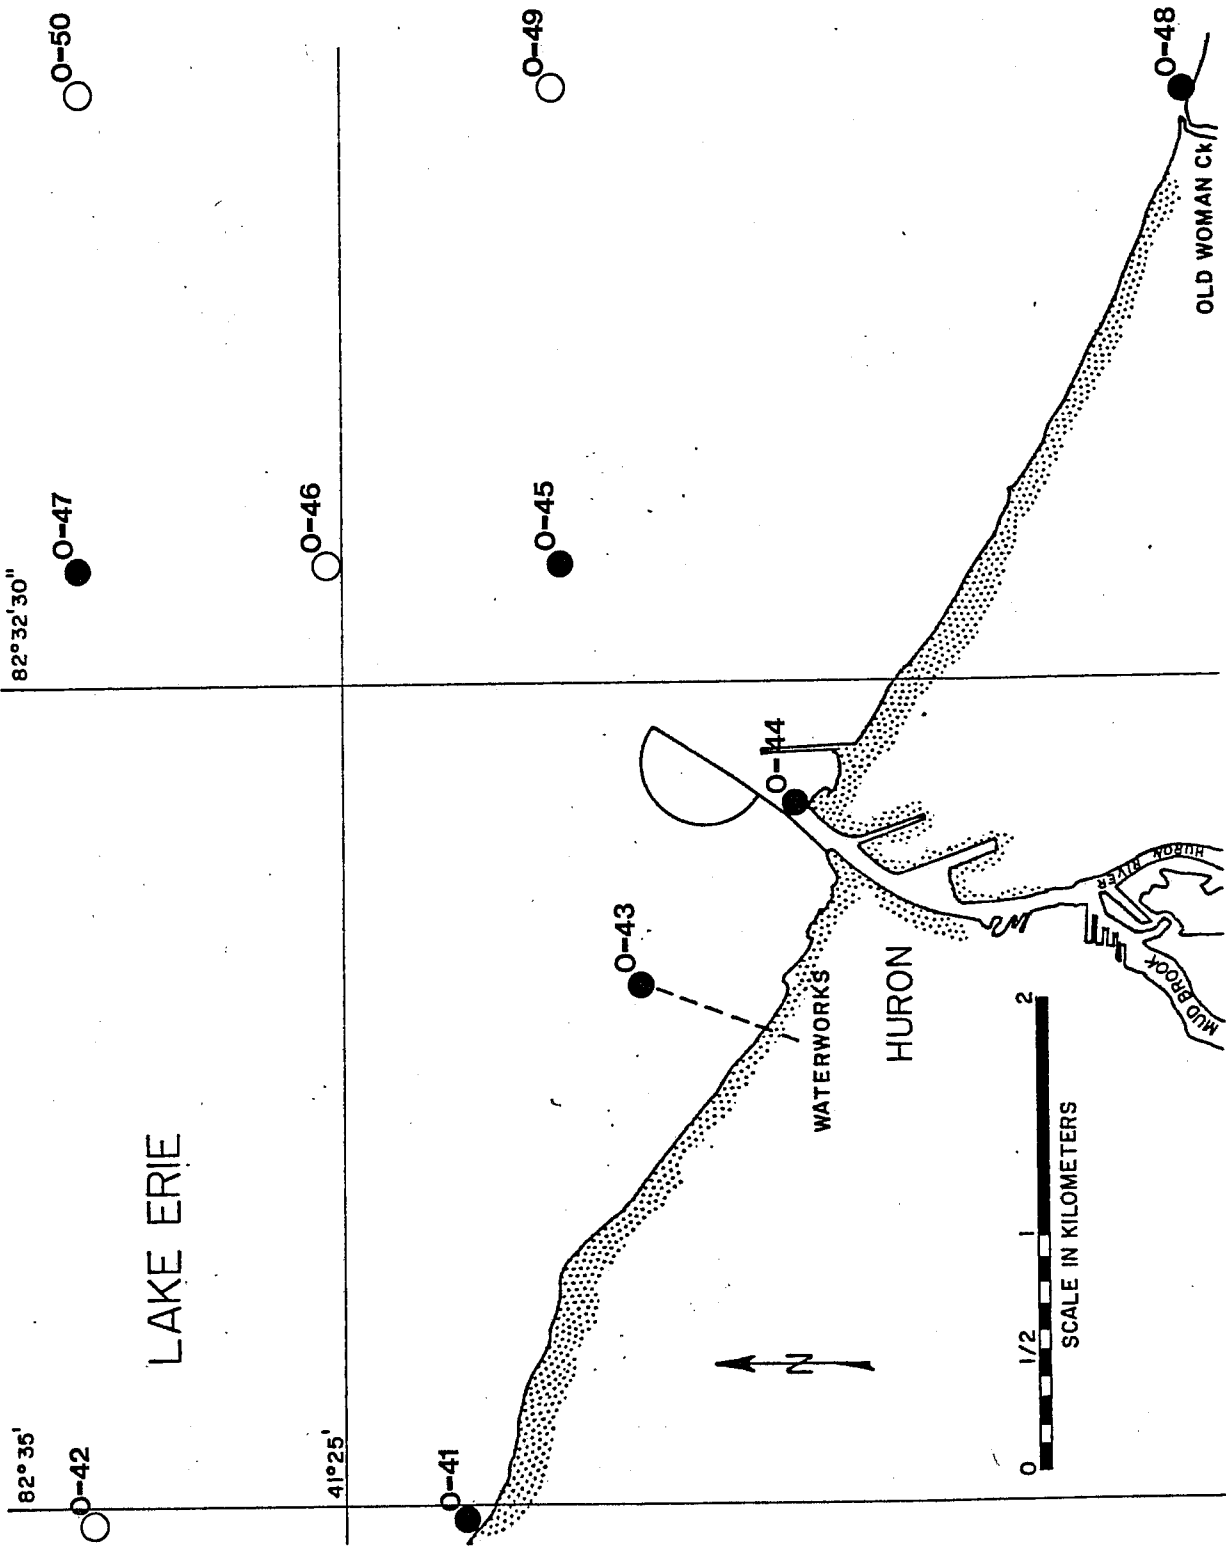 82°35'
O-42
LAKE ERIE
82°32'30"
O-47
O-50
41°25'
O-46
O-41
O-45
O-49
O-43
O-44
WATERWORKS
HURON
N
HURON RIVER
MUD BROOK
O-48
OLD WOMAN Ck
0 1/2 1 2
SCALE IN KILOMETERS